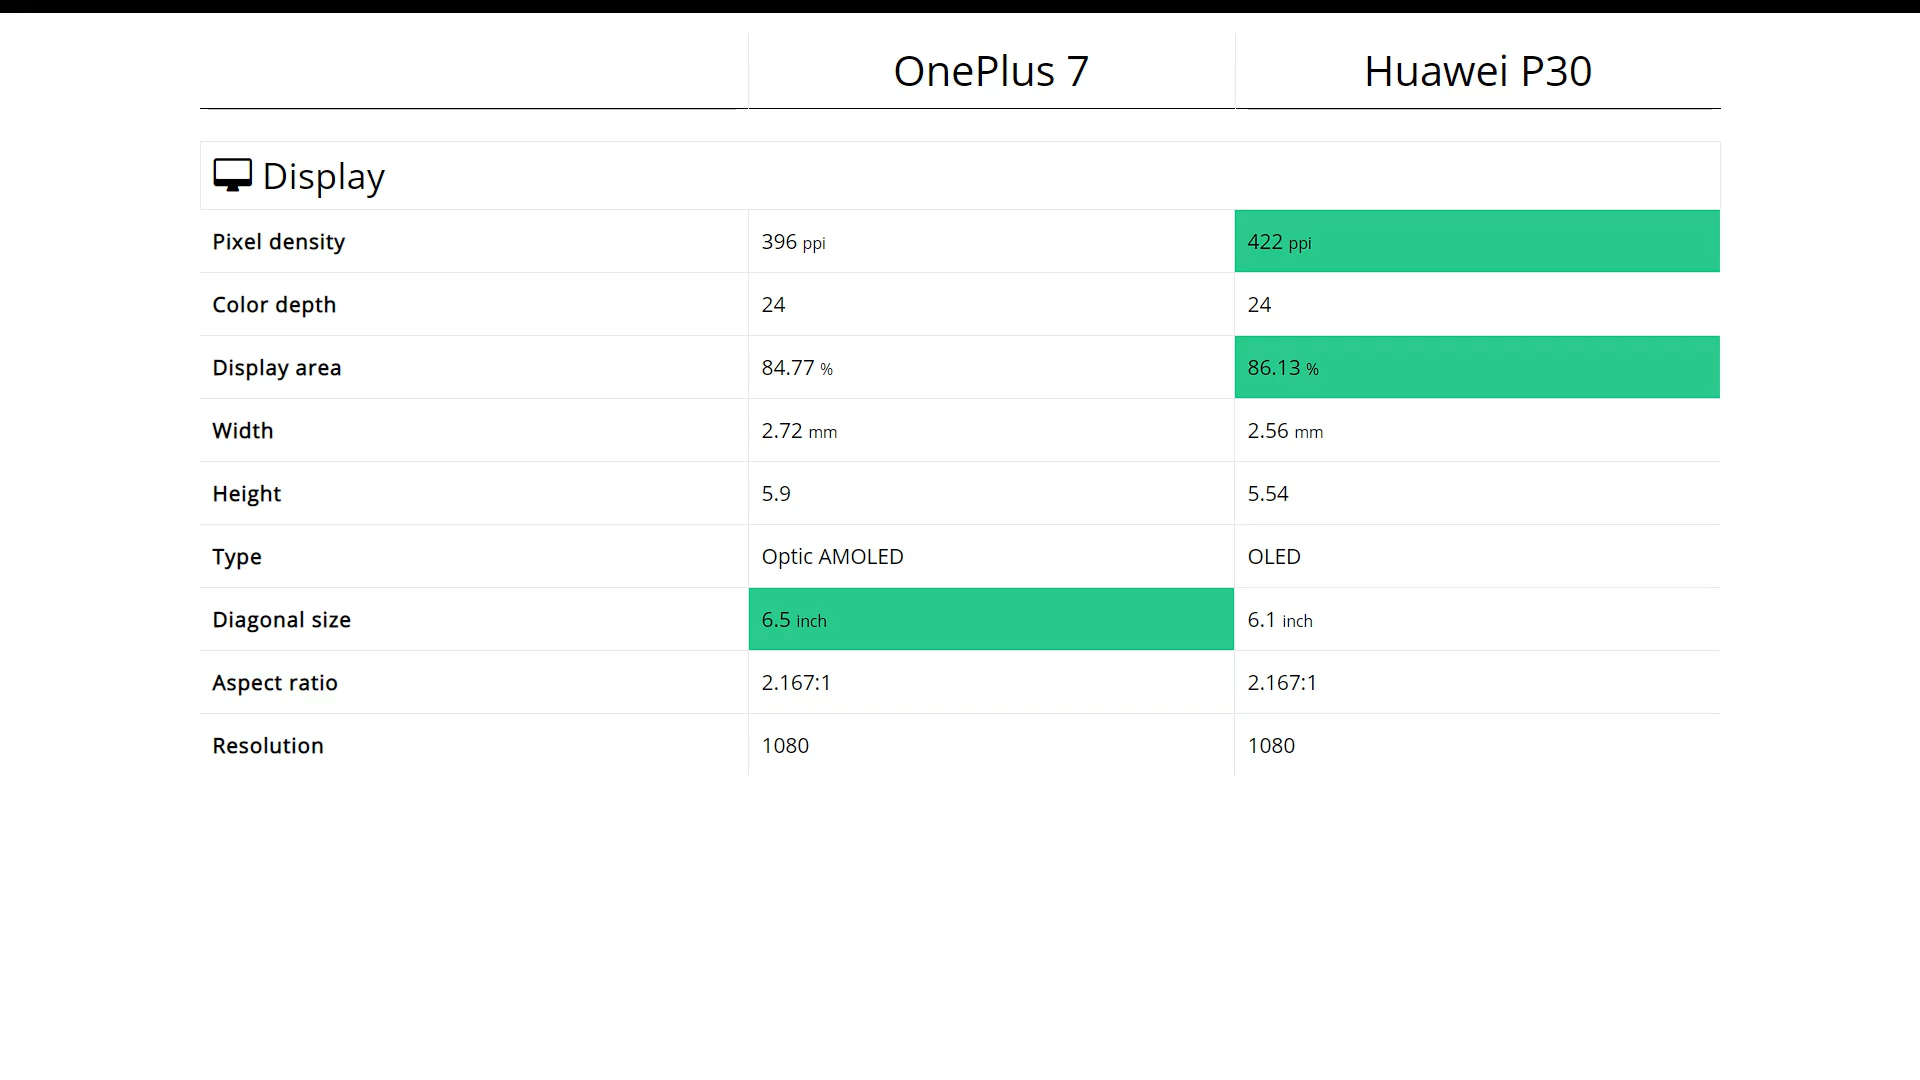 OnePlus 7 Huawei P30
Display
Pixel density 396 ppi 422 ppi
Color depth 24 24
Display area 84.77 % 86.13 %
Width 2.72 mm 2.56 mm
Height 5.9 5.54
Type Optic AMOLED OLED
Diagonal size 6.5 inch 6.1 inch
Aspect ratio 2.167:1 2.167:1
Resolution 1080 1080